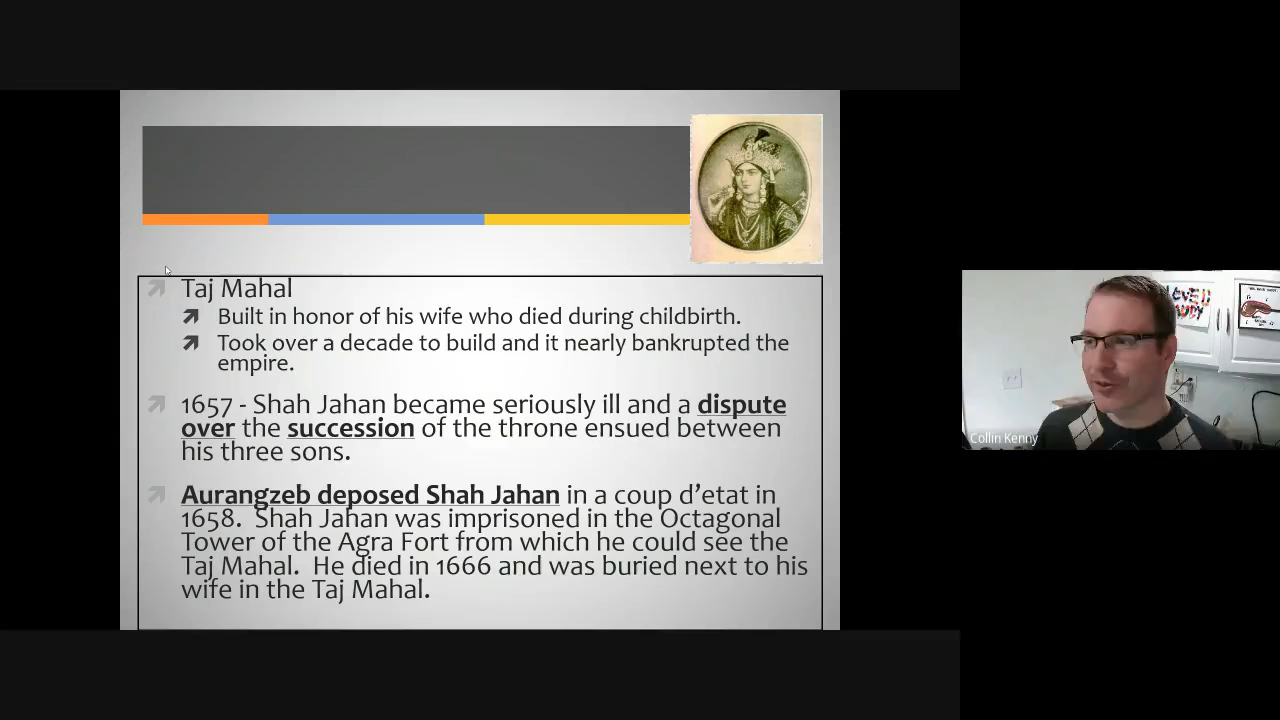 Taj Mahal
Built in honor of his wife who died during childbirth.
Took over a decade to build and it nearly bankrupted the
empire.
1657 - Shah Jahan became seriously ill and a dispute
over the succession of the throne ensued between
his three sons.
Aurangzeb deposed Shah Jahan in a coup d’etat in
1658.  Shah Jahan was imprisoned in the Octagonal
Tower of the Agra Fort from which he could see the
Taj Mahal.  He died in 1666 and was buried next to his
wife in the Taj Mahal.
Collin Kenny